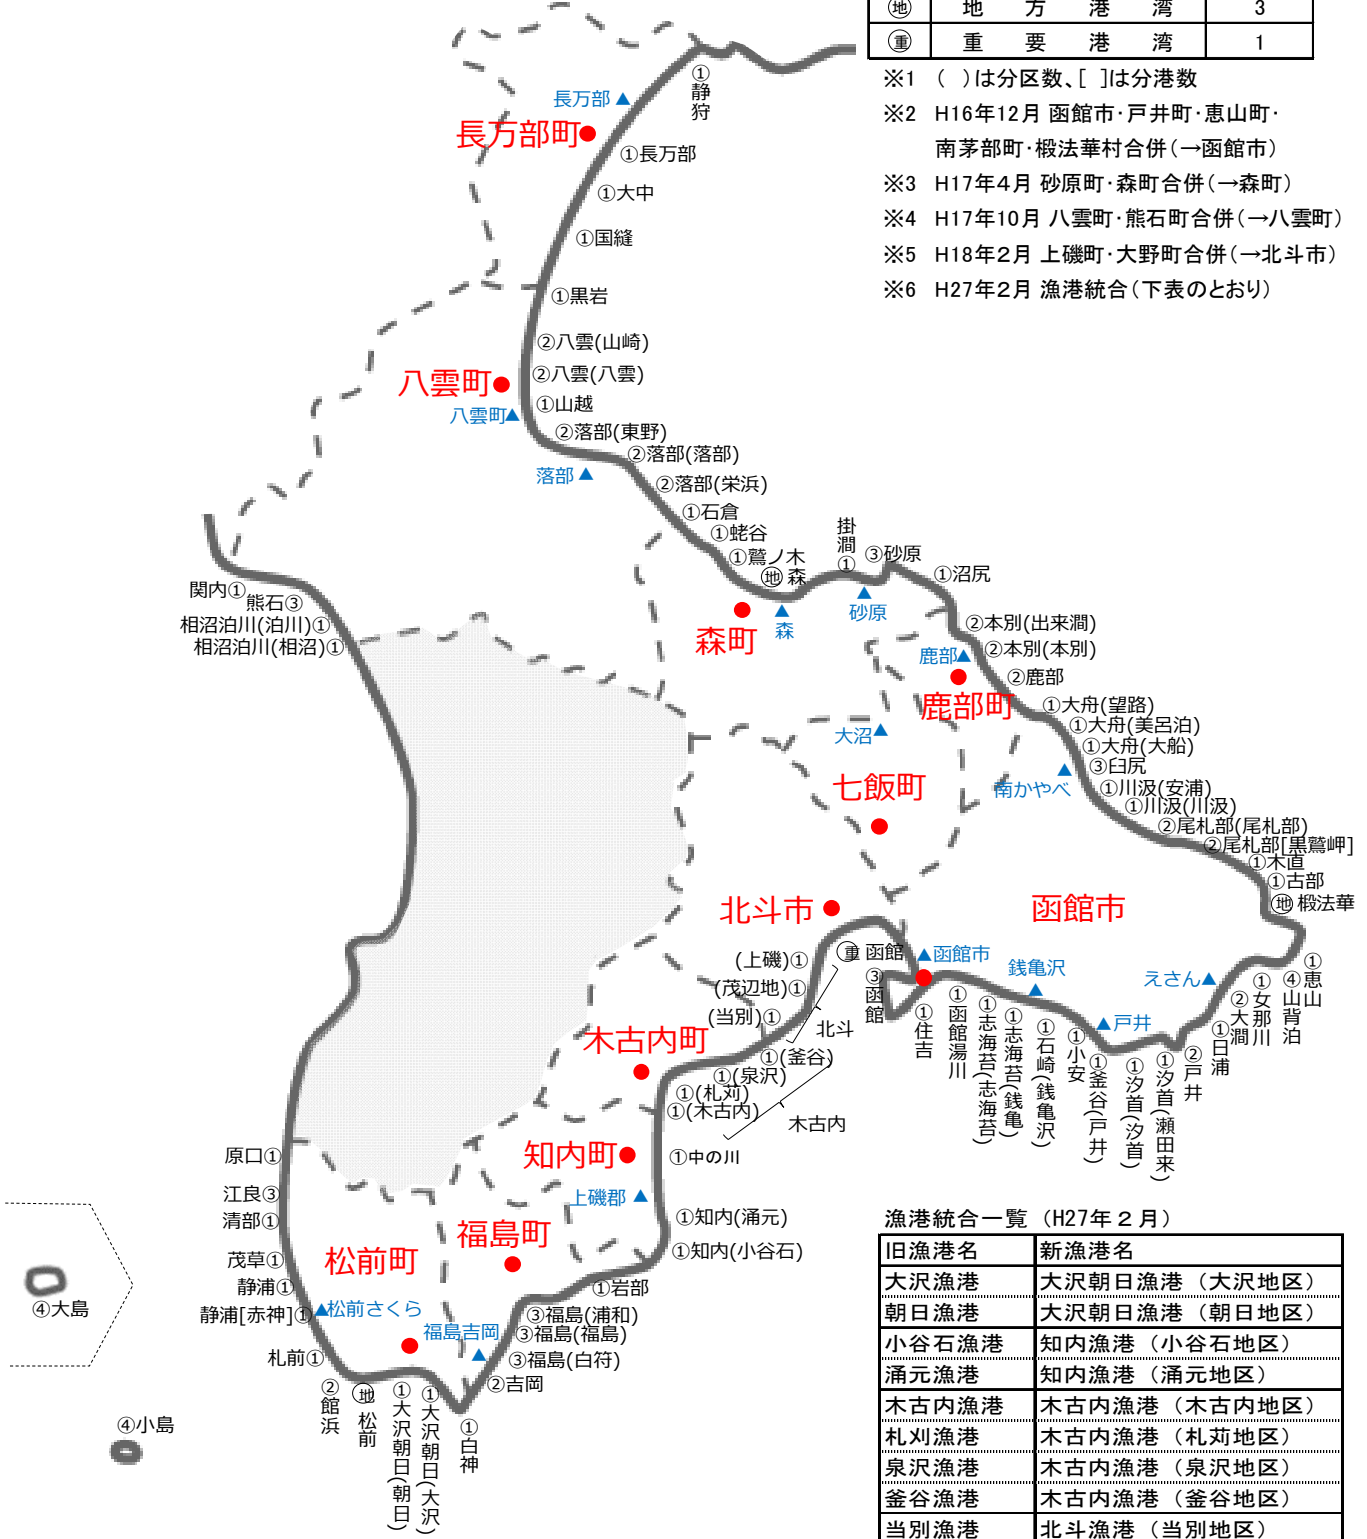 ㊞地 地方港湾 3
㊞重 重要港湾 1
※1 ( )は分区数、[ ]は分港数
※2 H16年12月 函館市・戸井町・恵山町・
南茅部町・椴法華村合併(→函館市)
※3 H17年4月 砂原町・森町合併(→森町)
※4 H17年10月 八雲町・熊石町合併(→八雲町)
※5 H18年2月 上磯町・大野町合併(→北斗市)
※6 H27年2月 漁港統合(下表のとおり)
①静狩
長万部▲
長万部町●
①長万部
①大中
①国縫
①黒岩
②八雲(山崎)
②八雲(八雲)
八雲町●
①山越
八雲町▲
②落部(東野)
②落部(落部)
落部▲
②落部(栄浜)
①石倉
①蛯谷
①鷲ノ木
地 森
掛澗①
③砂原
①沼尻
▲森
▲砂原
森町
関内①
熊石③
相沼泊川(泊川)①
相沼泊川(相沼)①
②本別(出来澗)
②本別(本別)
鹿部▲
②鹿部
鹿部町
①大舟(望路)
①大舟(美呂泊)
①大舟(大船)
③臼尻
大沼▲
南かやべ▲
七飯町
①川汲(安浦)
①川汲(川汲)
②尾札部(尾札部)
②尾札部[黒鷲岬]
①木直
①古部
地 椴法華
北斗市●
函館市
重 函館
▲函館市
③函館
(上磯)①
(茂辺地)①
(当別)①
北斗
銭亀沢▲
えさん▲
▲戸井
①恵山
④山背泊
①女那川
②大澗
①日浦
②戸井
①汐首(瀬田来)
①汐首(汐首)
①釜谷(戸井)
①小安
①石崎(銭亀沢)
①志海苔(銭亀)
①志海苔(志海苔)
①函館湯川
①住吉
木古内町
①(釜谷)
①(泉沢)
①(札刈)
①(木古内)
木古内
知内町●
①中の川
上磯郡▲
①知内(涌元)
①知内(小谷石)
福島町
①岩部
③福島(浦和)
③福島(福島)
③福島(白符)
②吉岡
福島吉岡▲
原口①
江良③
清部①
茂草①
静浦①
静浦[赤神]①
札前①
松前町
▲松前さくら
②館浜
地 松前
①大沢朝日(朝日)
①大沢朝日(大沢)
①白神
④大島
④小島
漁港統合一覧(H27年2月)
旧漁港名 新漁港名
大沢漁港 大沢朝日漁港(大沢地区)
朝日漁港 大沢朝日漁港(朝日地区)
小谷石漁港 知内漁港(小谷石地区)
涌元漁港 知内漁港(涌元地区)
木古内漁港 木古内漁港(木古内地区)
札刈漁港 木古内漁港(札苅地区)
泉沢漁港 木古内漁港(泉沢地区)
釜谷漁港 木古内漁港(釜谷地区)
当別漁港 北斗漁港(当別地区)